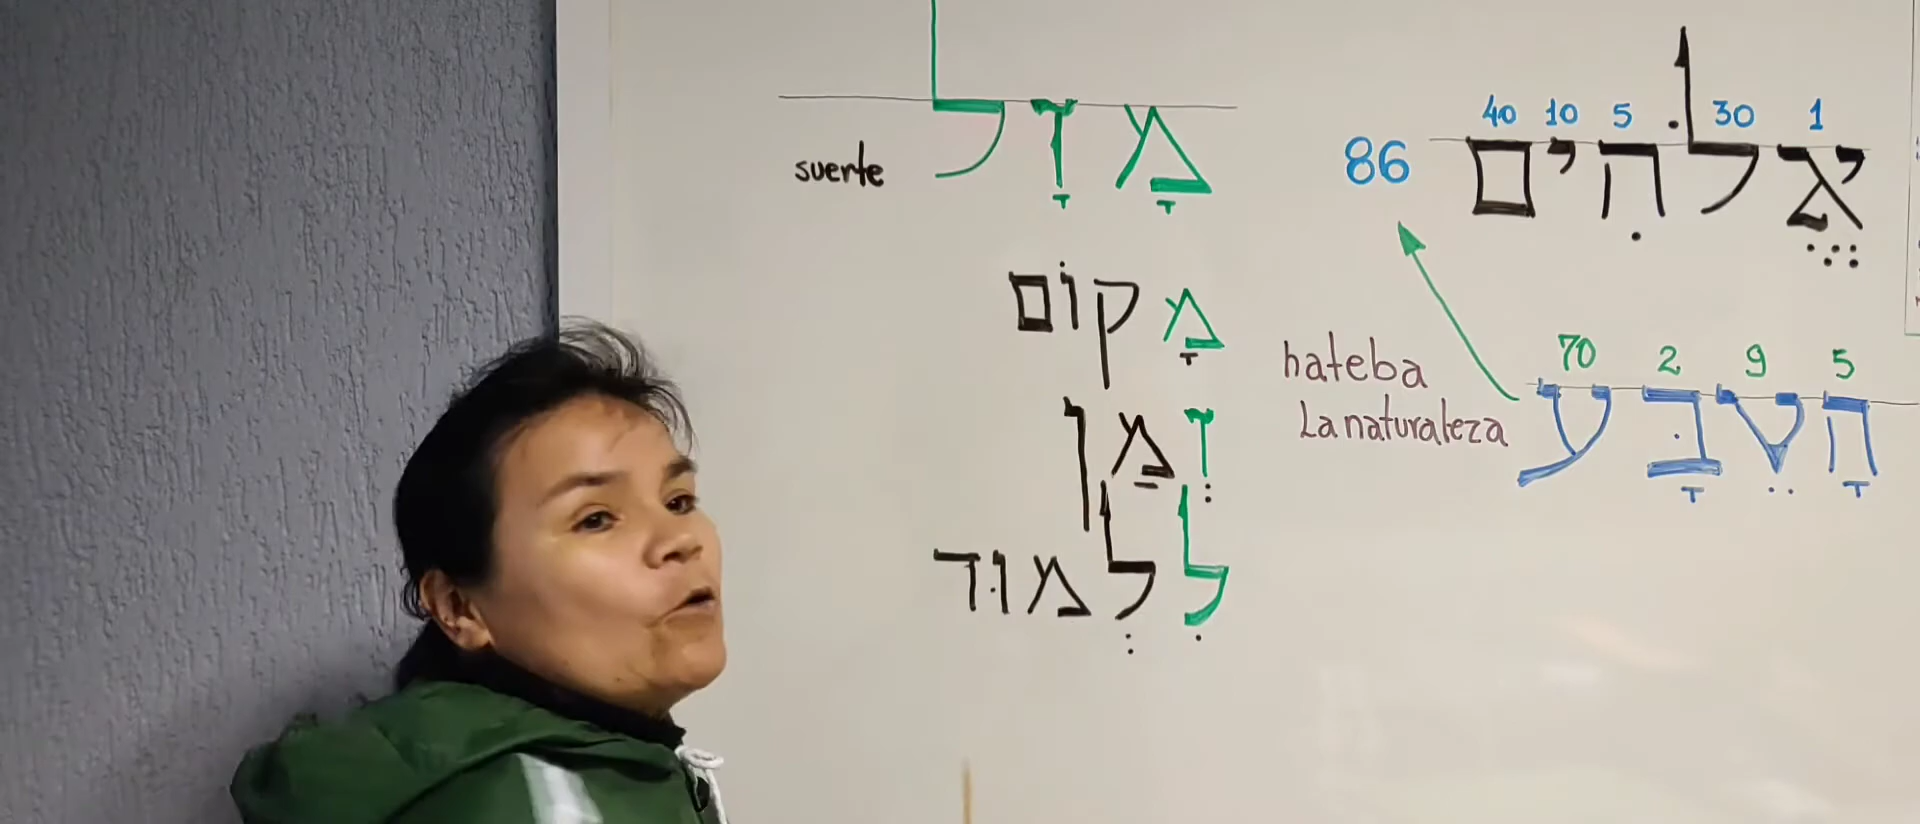 מָזָל
suerte
מָקוֹם
זְמַן
לִלְמוּד
40 10 5 30 1
86 אֱלֹהִים
70 2 9 5
הָטֵבָּע
hateba
La naturaleza